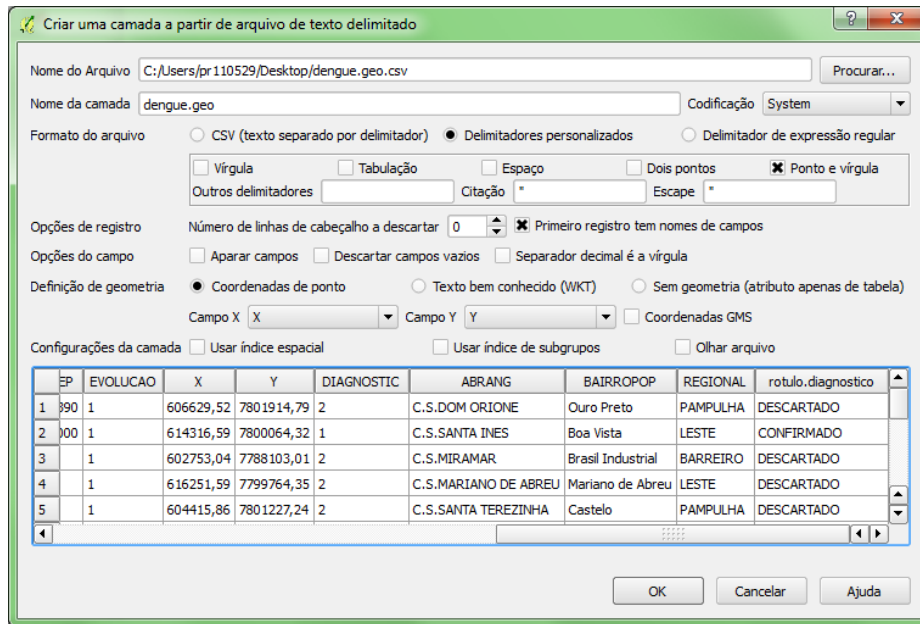 Criar uma camada a partir de arquivo de texto delimitado
Nome do Arquivo C:/Users/pr110529/Desktop/dengue.geo.csv Procurar...
Nome da camada dengue.geo Codificação System
Formato do arquivo CSV (texto separado por delimitador) Delimitadores personalizados Delimitador de expressão regular
Vírgula Tabulação Espaço Dois pontos Ponto e vírgula
Outros delimitadores Citação " Escape "
Opções de registro Número de linhas de cabeçalho a descartar 0 Primeiro registro tem nomes de campos
Opções do campo Aparar campos Descartar campos vazios Separador decimal é a vírgula
Definição de geometria Coordenadas de ponto Texto bem conhecido (WKT) Sem geometria (atributo apenas de tabela)
Campo X X Campo Y Y Coordenadas GMS
Configurações da camada Usar índice espacial Usar índice de subgrupos Olhar arquivo
EP EVOLUCAO X Y DIAGNOSTIC ABRANG BAIRROPOP REGIONAL rotulo.diagnostico
1 390 1 606629,52 7801914,79 2 C.S.DOM ORIONE Ouro Preto PAMPULHA DESCARTADO
2 000 1 614316,59 7800064,32 1 C.S.SANTA INES Boa Vista LESTE CONFIRMADO
3 1 602753,04 7788103,01 2 C.S.MIRAMAR Brasil Industrial BARREIRO DESCARTADO
4 1 616251,59 7799764,35 2 C.S.MARIANO DE ABREU Mariano de Abreu LESTE DESCARTADO
5 1 604415,86 7801227,24 2 C.S.SANTA TEREZINHA Castelo PAMPULHA DESCARTADO
OK Cancelar Ajuda